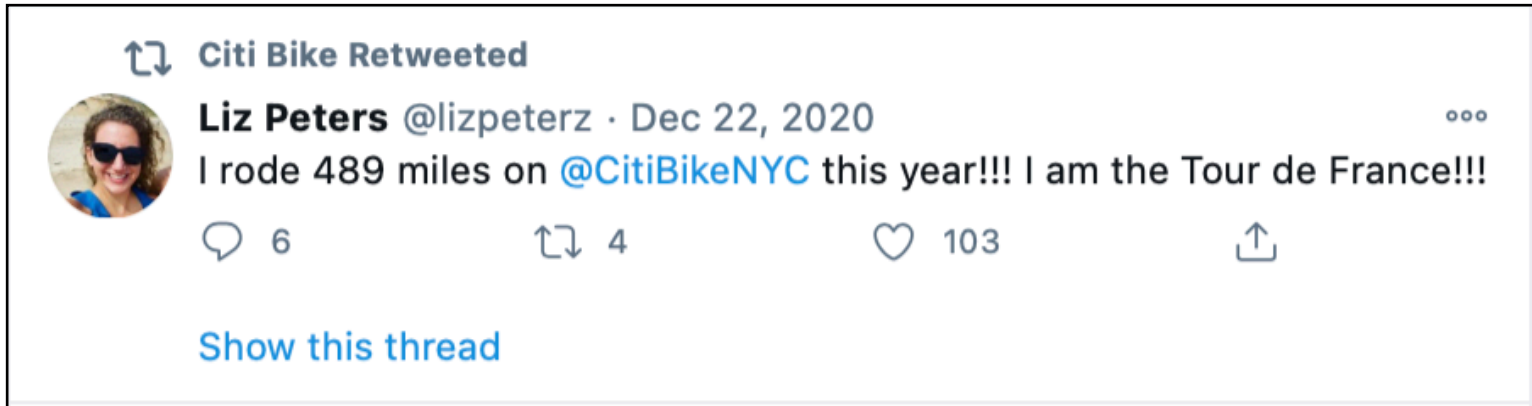 Citi Bike Retweeted
Liz Peters @lizpeterz · Dec 22, 2020
I rode 489 miles on @CitiBikeNYC this year!!! I am the Tour de France!!!
6 4 103
Show this thread